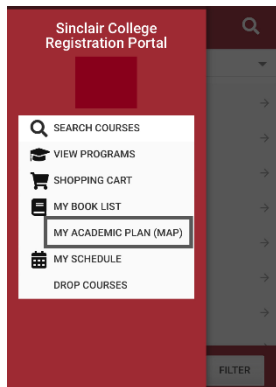 Sinclair College
Registration Portal
SEARCH COURSES
VIEW PROGRAMS
SHOPPING CART
MY BOOK LIST
MY ACADEMIC PLAN (MAP)
MY SCHEDULE
DROP COURSES
FILTER